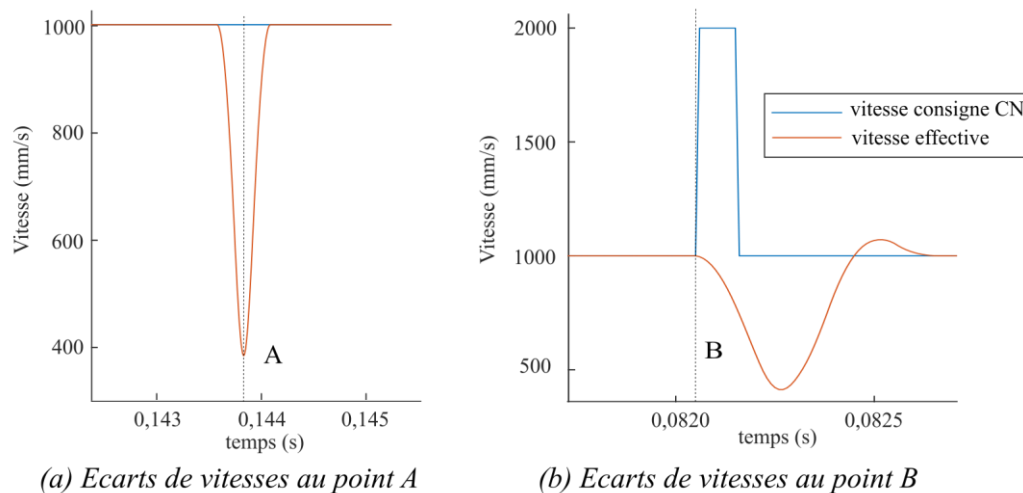 1000
800
600
400
Vitesse (mm/s)
A
0,143
0,144
0,145
temps (s)
(a) Ecarts de vitesses au point A
2000
1500
1000
500
Vitesse (mm/s)
vitesse consigne CN
vitesse effective
B
0,0820
0,0825
temps (s)
(b) Ecarts de vitesses au point B